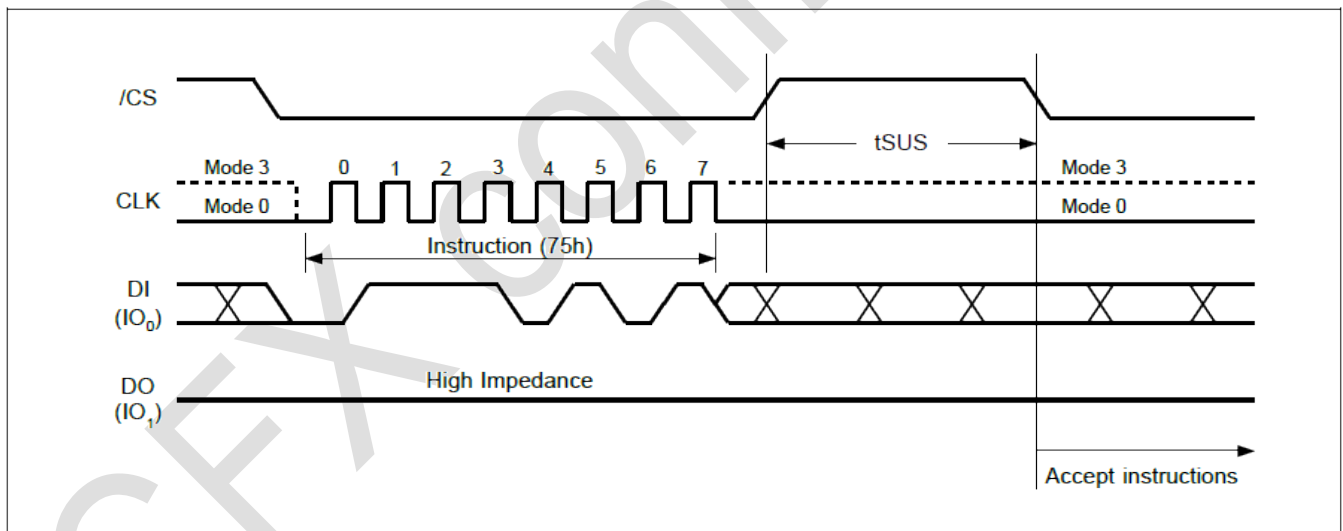 /CS
tSUS
Mode 3 0 1 2 3 4 5 6 7 Mode 3
CLK
Mode 0 Mode 0
Instruction (75h)
DI
(IO0)
High Impedance
DO
(IO1)
Accept instructions